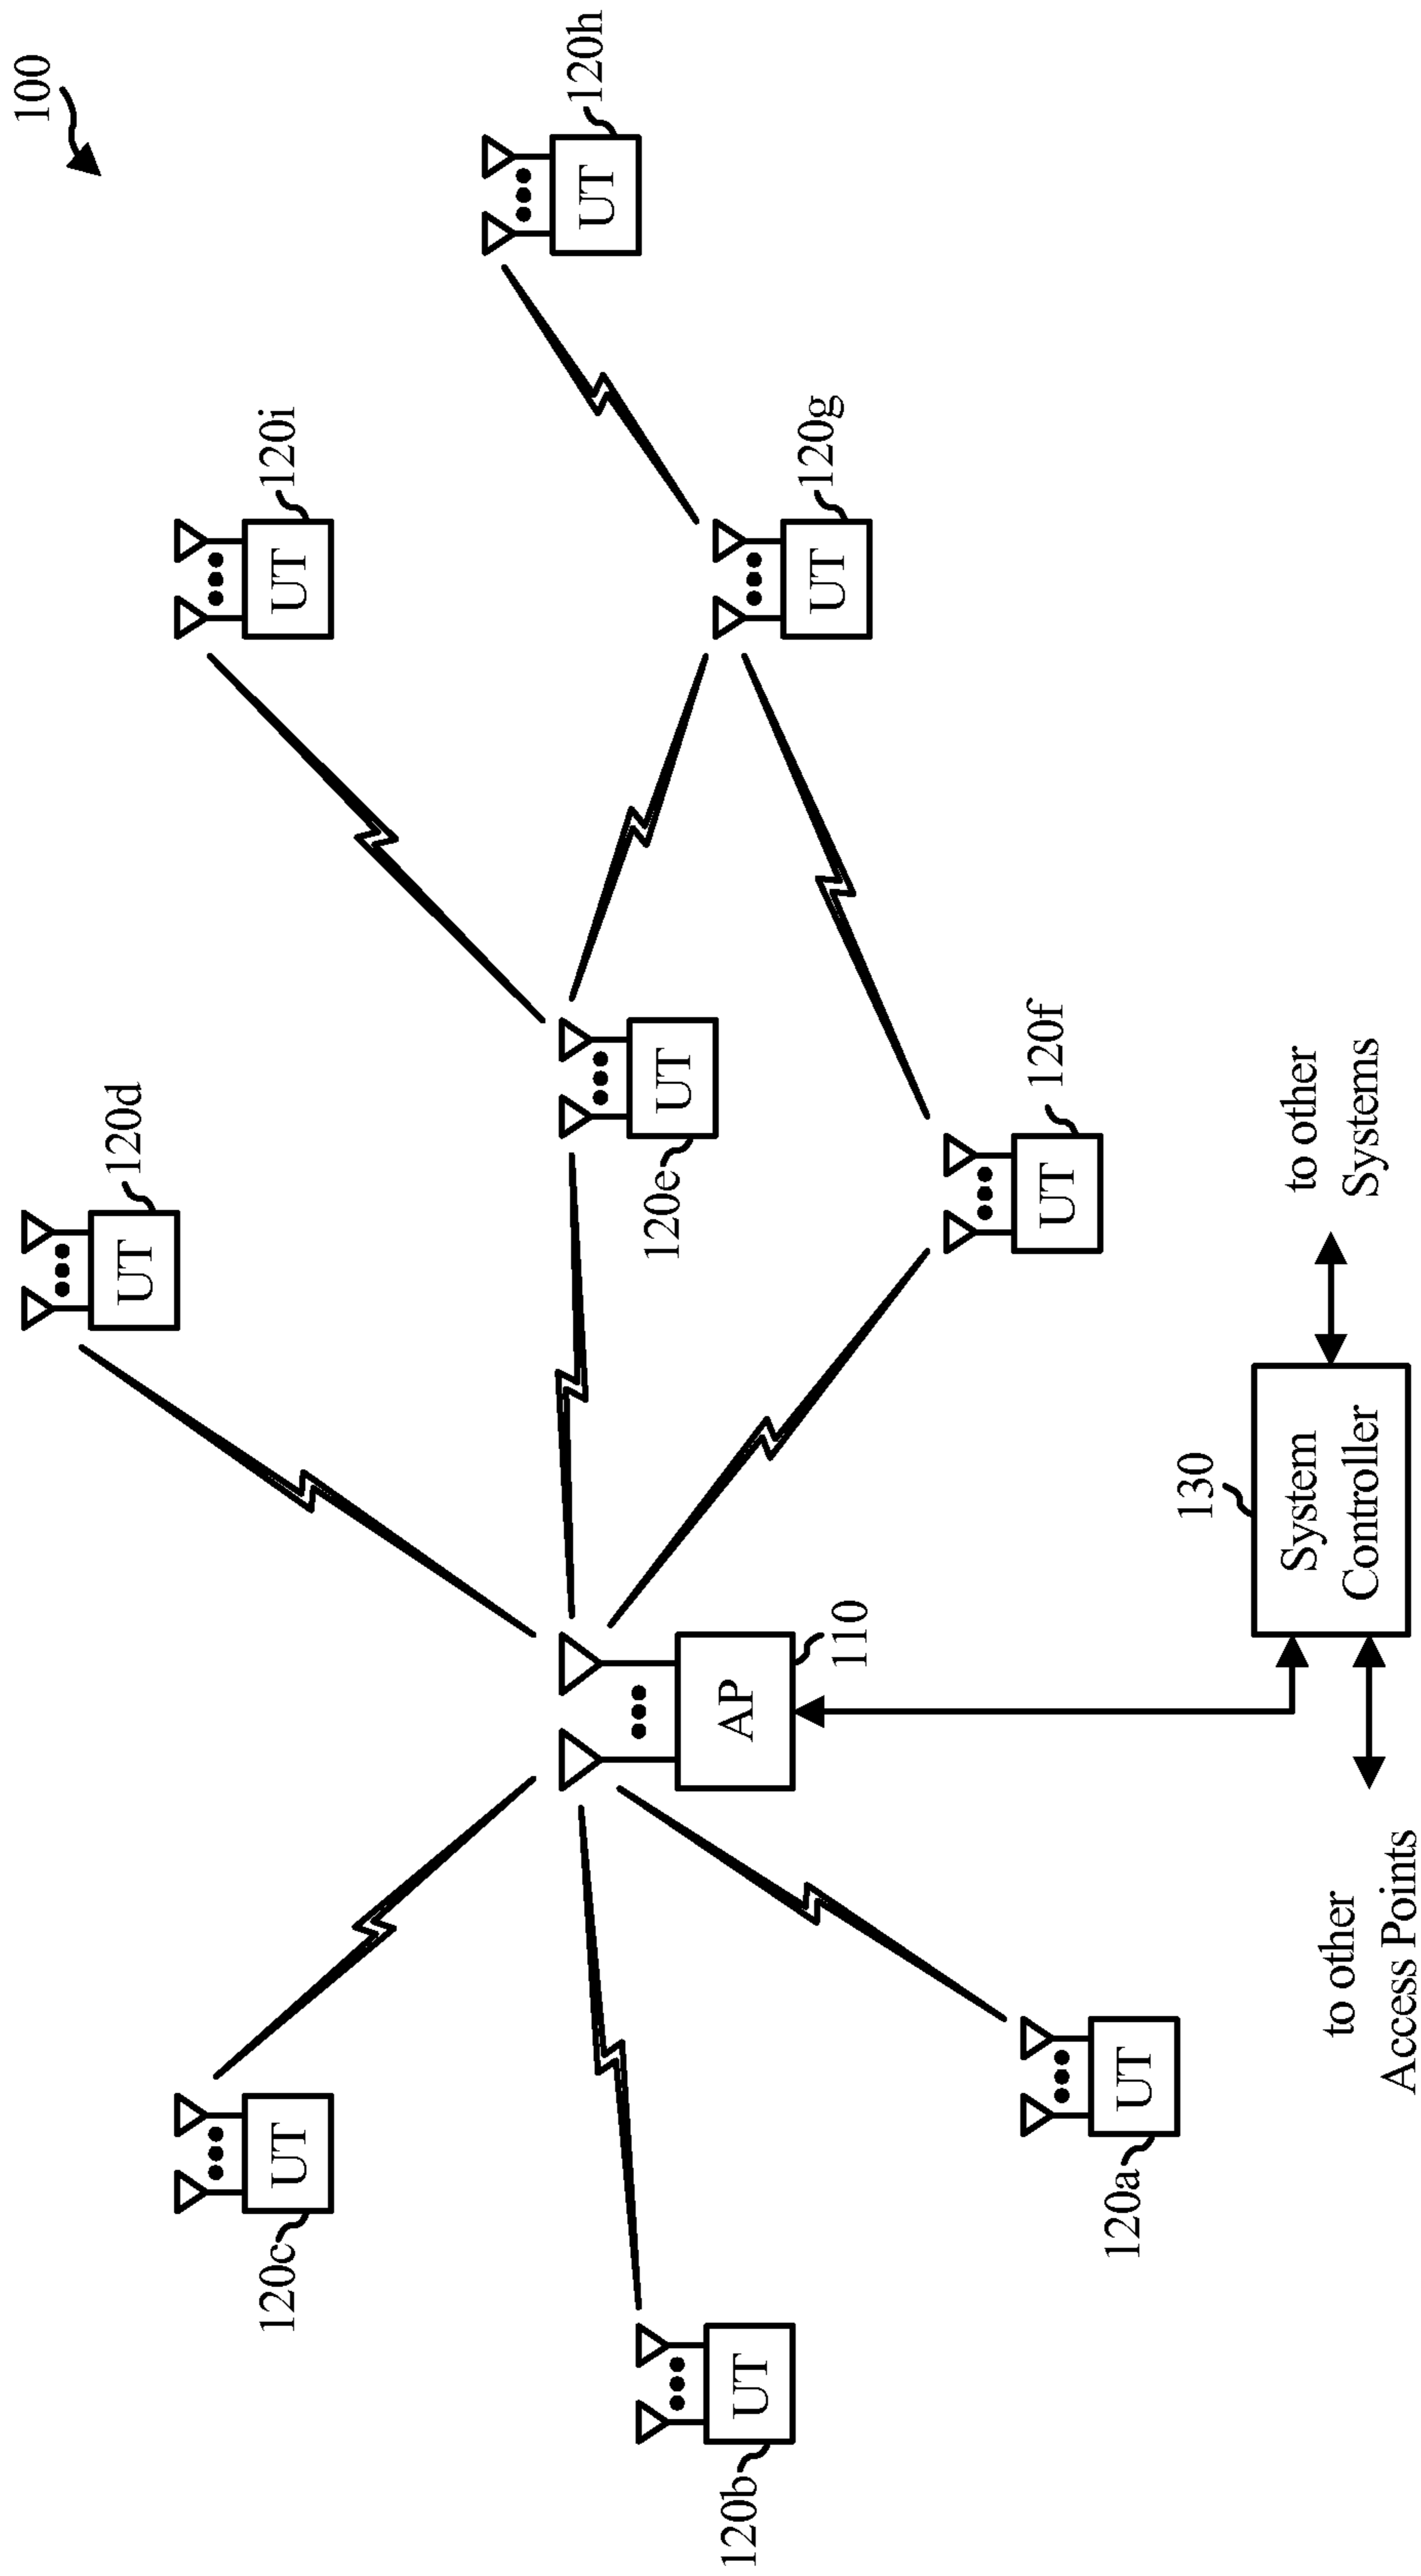 100
120d
UT
120i
UT
120c
UT
120h
UT
120e
UT
AP
110
120b
UT
120g
UT
120f
UT
120a
UT
130
System
Controller
to other
Systems
to other
Access Points